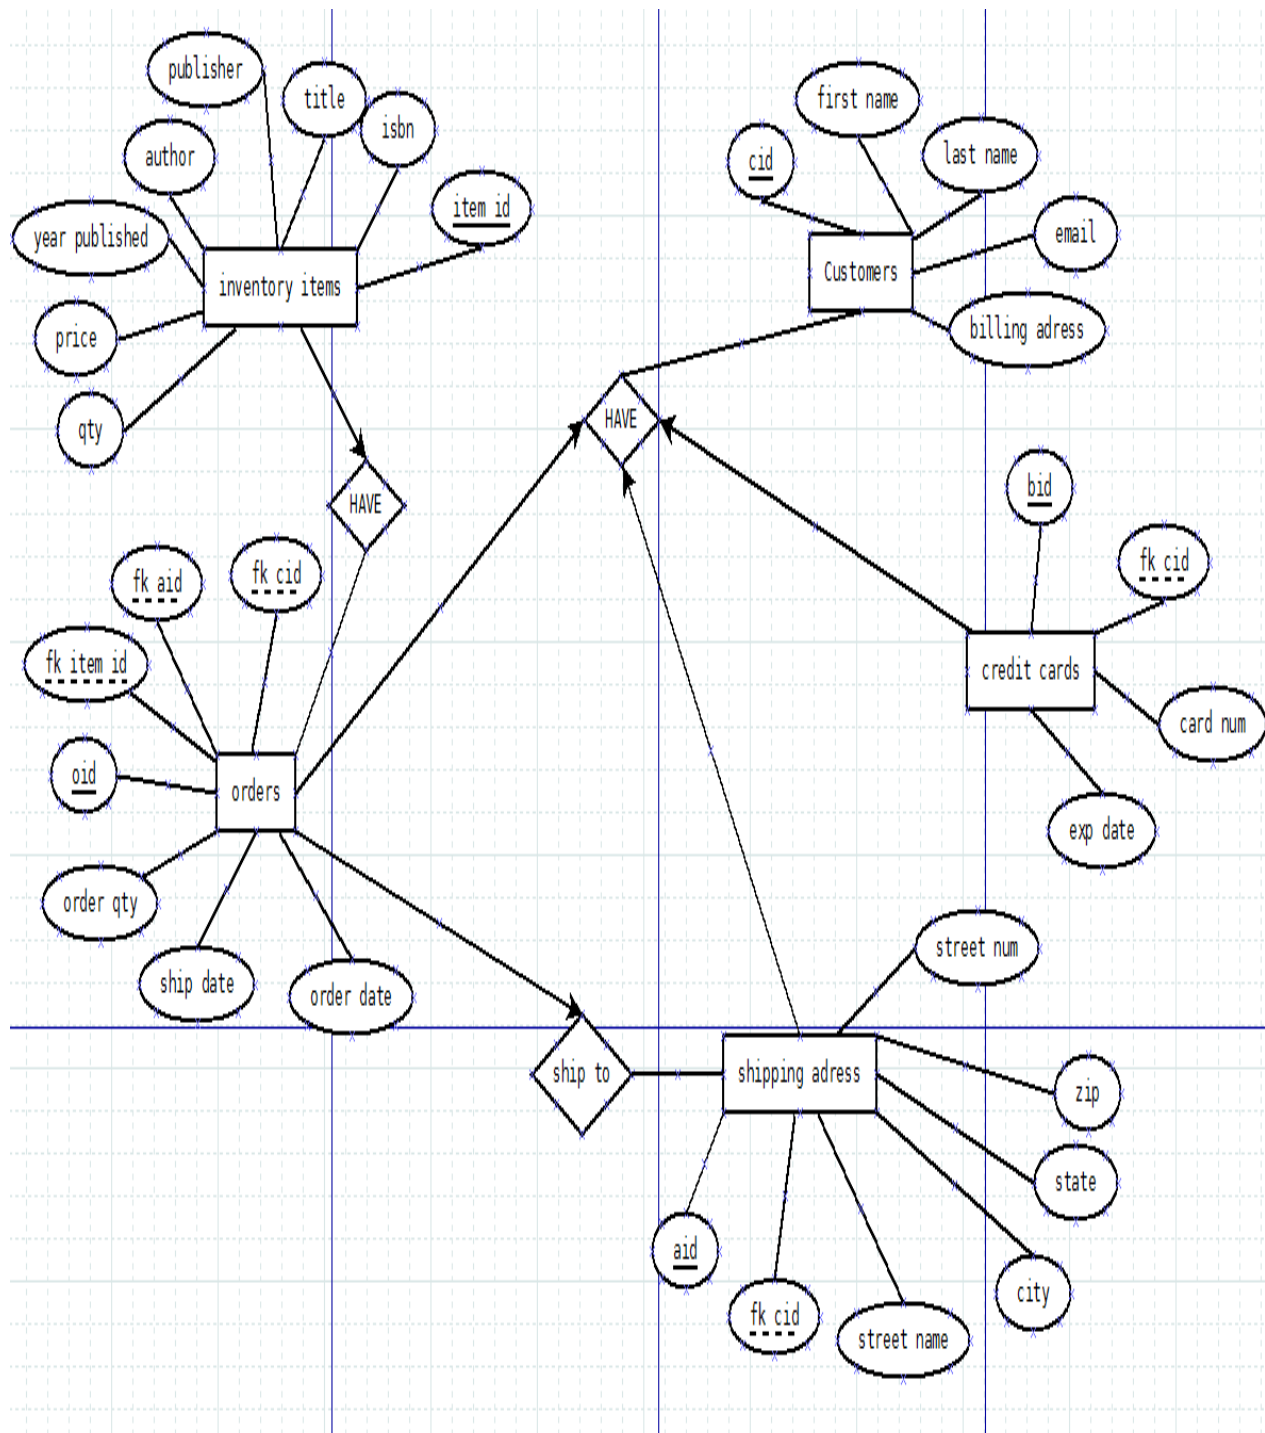 publisher
title
isbn
author
item id
year published
inventory items
price
qty
first name
cid
last name
email
Customers
billing adress
HAVE
HAVE
bid
fk cid
credit cards
card num
exp date
fk aid
fk cid
fk item id
oid
orders
order qty
ship date
order date
ship to
street num
shipping adress
zip
state
aid
city
fk cid
street name